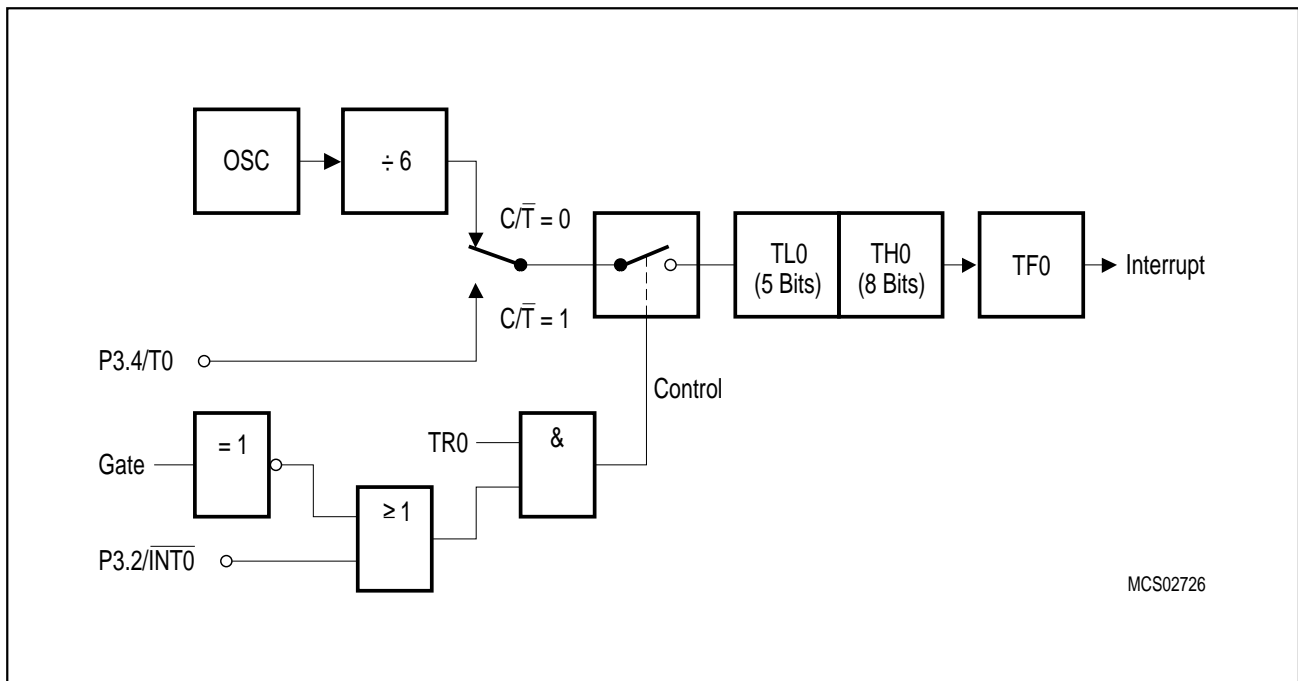 OSC
÷ 6
C/T̅ = 0
TL0
(5 Bits)
TH0
(8 Bits)
TF0
Interrupt
C/T̅ = 1
P3.4/T0
Control
TR0
&
= 1
Gate
≥ 1
P3.2/I̅N̅T̅0̅
MCS02726